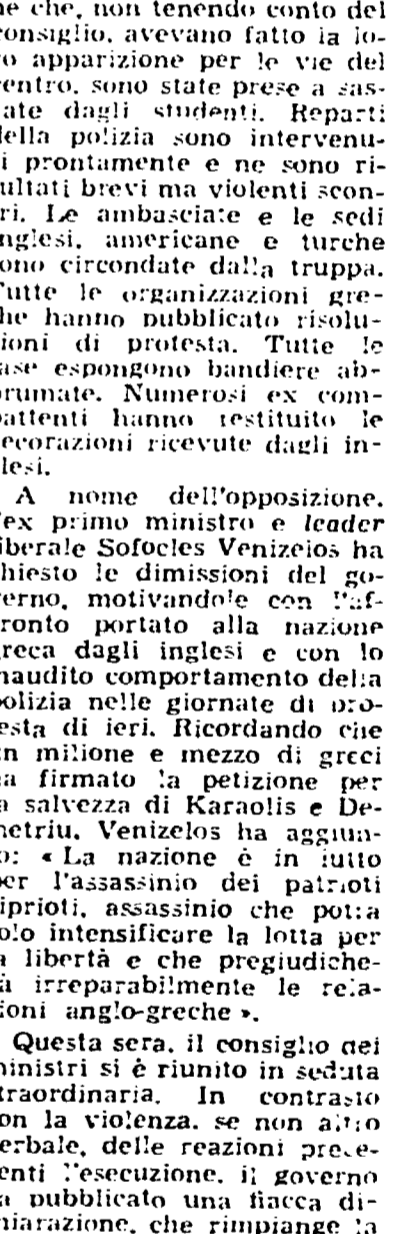 ne che, non tenendo conto del
consiglio, avevano fatto la lo-
ro apparizione per le vie del
centro, sono state prese a sas-
ate dagli studenti. Reparti
della polizia sono intervenu-
i prontamente e ne sono ri-
ultati brevi ma violenti scon-
ri. Le ambasciate e le sedi
nglesi, americane e turche
ono circondate dalla truppa.
Tutte le organizzazioni gre-
he hanno pubblicato risolu-
ioni di protesta. Tutte le
ase espongono bandiere ab-
brumate. Numerosi ex com-
battenti hanno restituito le
ecorazioni ricevute dagli in-
lesi.
A nome dell'opposizione,
'ex primo ministro e leader
iberale Sofocles Venizelos ha
hiesto le dimissioni del go-
verno, motivandole con l'af-
ronto portato alla nazione
reca dagli inglesi e con lo
naudito comportamento della
polizia nelle giornate di pro-
esta di ieri. Ricordando che
un milione e mezzo di greci
ha firmato la petizione per
a salvezza di Karaolis e De-
metriu, Venizelos ha aggiun-
o: « La nazione è in lutto
per l'assassinio dei patrioti
iprioti, assassinio che potrà
olo intensificare la lotta per
a libertà e che pregiudiche-
à irreparabilmente le rela-
ioni anglo-greche ».
Questa sera, il consiglio dei
ministri si è riunito in seduta
traordinaria. In contrasto
on la violenza, se non altro
erbale, delle reazioni prece-
enti l'esecuzione, il governo
a pubblicato una fiacca di-
hiarazione, che rimpiange la